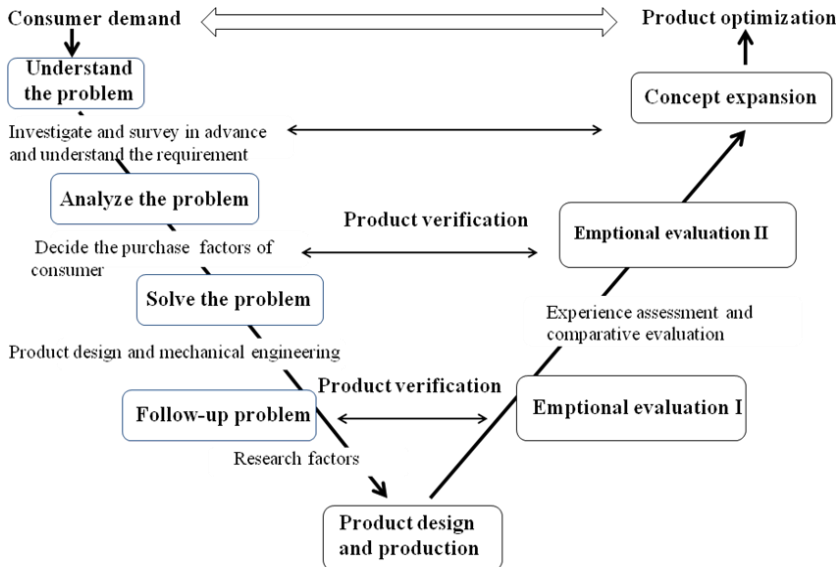 Consumer demand
Product optimization
Understand
the problem
Concept expansion
Investigate and survey in advance
and understand the requirement
Analyze the problem
Product verification
Emptional evaluation II
Decide the purchase factors of
consumer
Solve the problem
Experience assessment and
comparative evaluation
Product design and mechanical engineering
Product verification
Follow-up problem
Emptional evaluation I
Research factors
Product design
and production